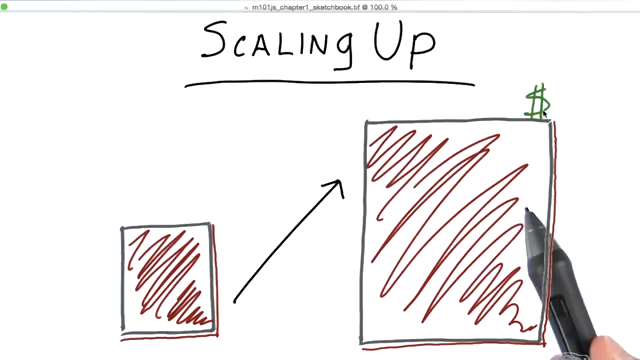 m101js_chapter1_sketchbook.tif @ 100.0 %
SCALING UP
$